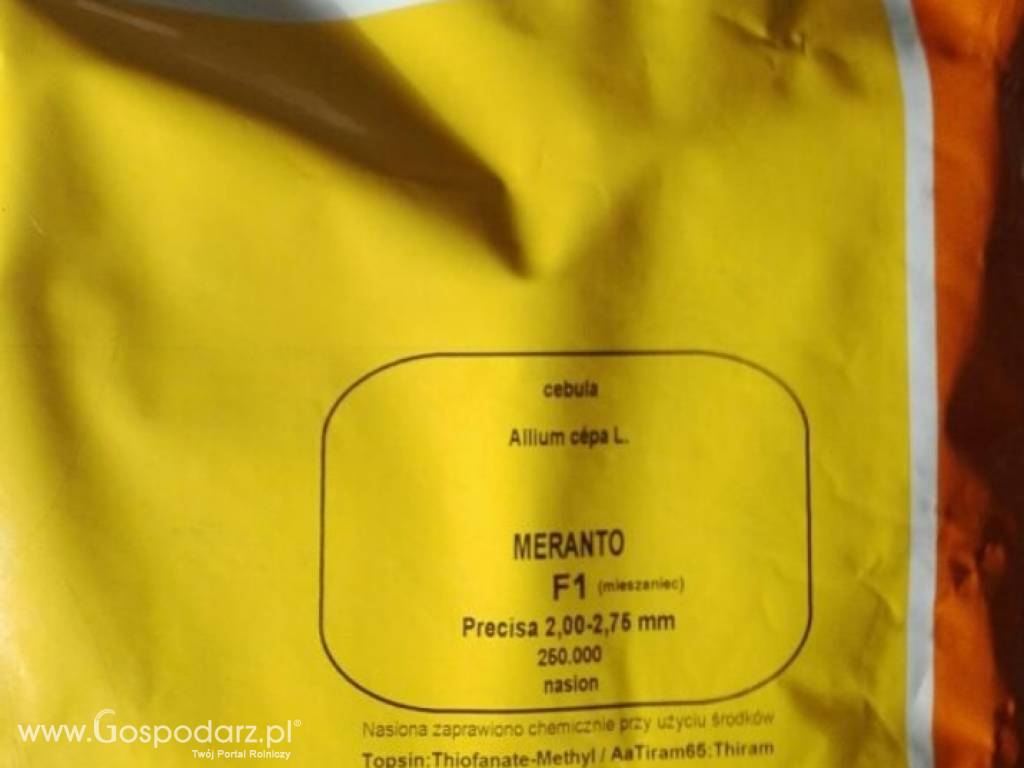 cebula
Allium cépa L.
MERANTO
F1 (mieszaniec)
Precisa 2,00-2,75 mm
250.000
nasion
Nasiona zaprawiono chemicznie przy użyciu środków
Topsin:Thiofanate-Methyl / AaTiram65:Thiram
www.Gospodarz.pl®
Twój Portal Rolniczy